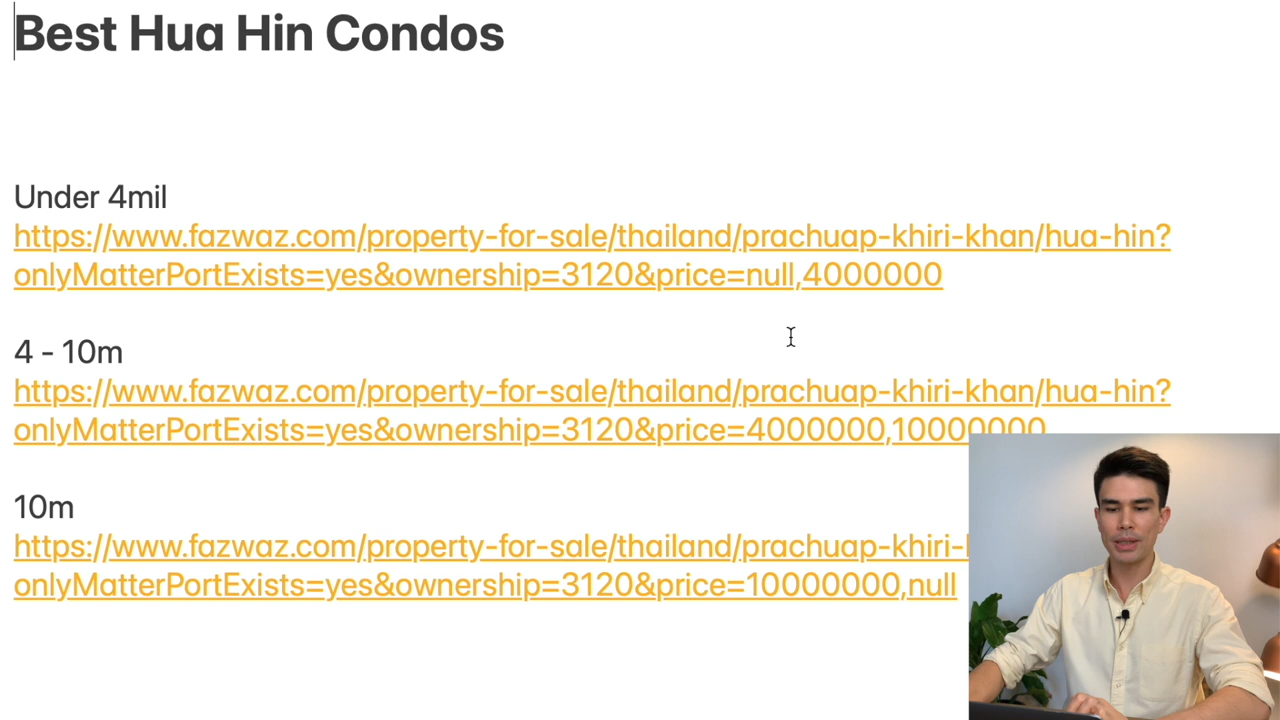 Best Hua Hin Condos
Under 4mil
https://www.fazwaz.com/property-for-sale/thailand/prachuap-khiri-khan/hua-hin?
onlyMatterPortExists=yes&ownership=3120&price=null,4000000
4 - 10m
https://www.fazwaz.com/property-for-sale/thailand/prachuap-khiri-khan/hua-hin?
onlyMatterPortExists=yes&ownership=3120&price=4000000,10000000
10m
https://www.fazwaz.com/property-for-sale/thailand/prachuap-khiri-
onlyMatterPortExists=yes&ownership=3120&price=10000000,null